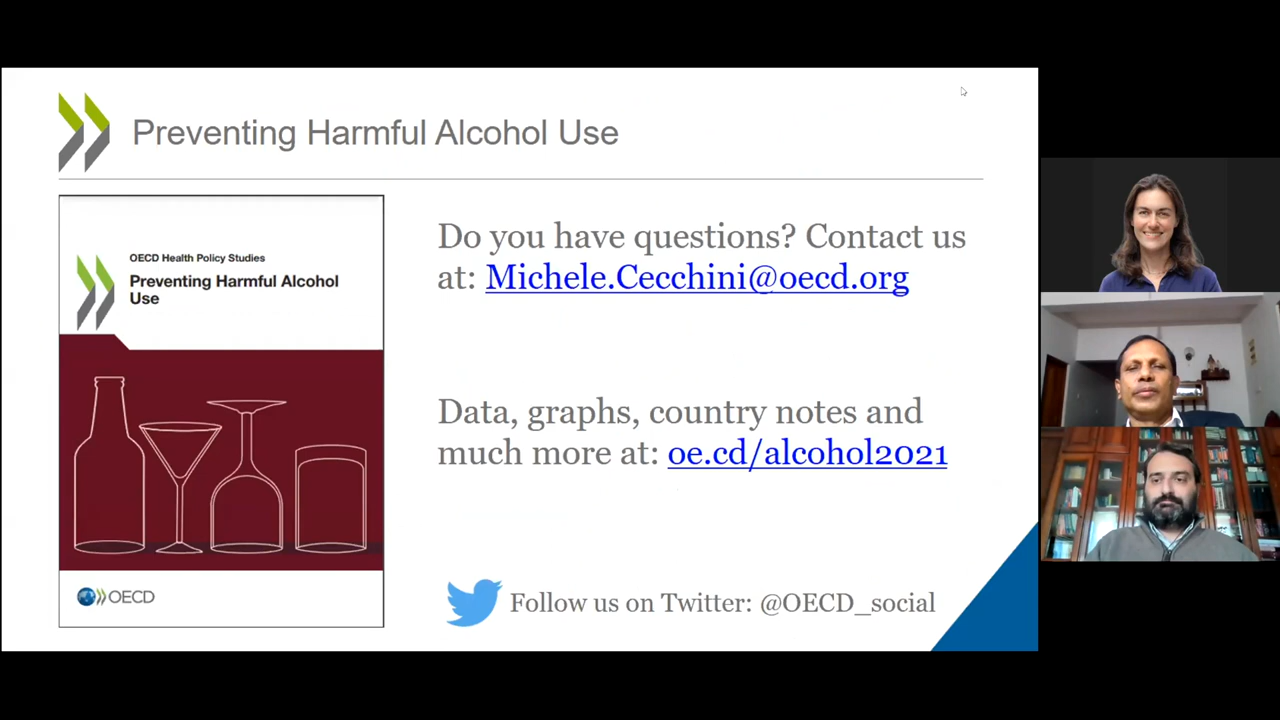 Preventing Harmful Alcohol Use
OECD Health Policy Studies
Preventing Harmful Alcohol
Use
OECD
Do you have questions? Contact us
at: Michele.Cecchini@oecd.org
Data, graphs, country notes and
much more at: oe.cd/alcohol2021
Follow us on Twitter: @OECD_social